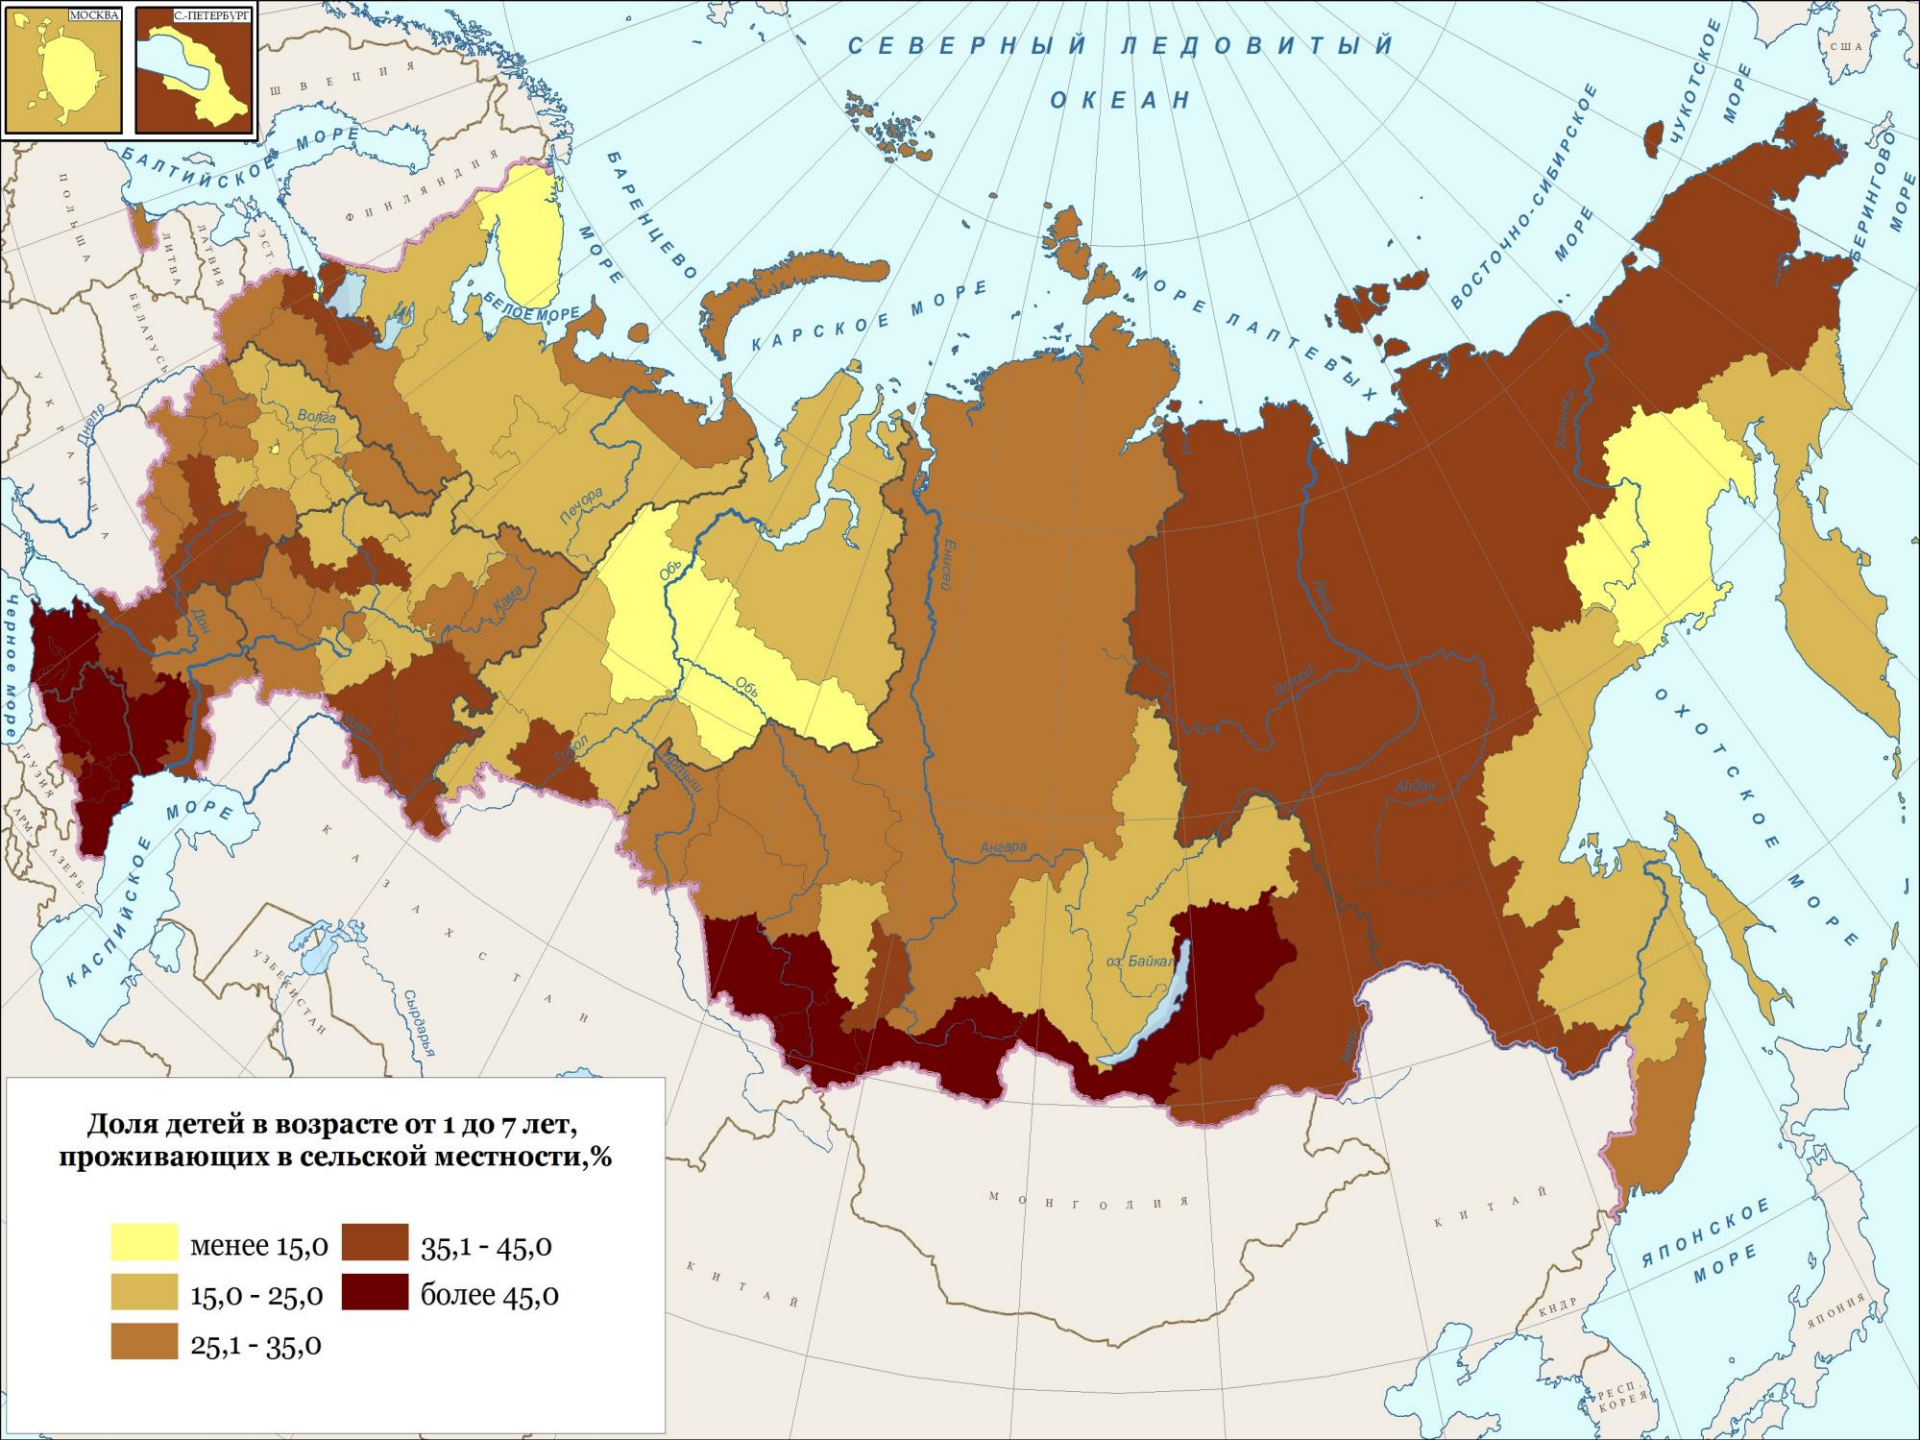 МОСКВА
С.-ПЕТЕРБУРГ
СЕВЕРНЫЙ ЛЕДОВИТЫЙ
ОКЕАН
США
ЧУКОТСКОЕ
МОРЕ
БЕРИНГОВО
МОРЕ
ВОСТОЧНО-СИБИРСКОЕ
МОРЕ
ШВЕЦИЯ
БАЛТИЙСКОЕ МОРЕ
ФИНЛЯНДИЯ
БАРЕНЦЕВО
МОРЕ
ПОЛЬША
ЛИТВА
ЛАТВИЯ
ЭСТ.
БЕЛАРУСЬ
БЕЛОЕ МОРЕ
КАРСКОЕ МОРЕ
МОРЕ ЛАПТЕВЫХ
УКРАИНА
Днепр
Волга
Печора
Колыма
Обь
Енисей
Лена
Кама
Дон
Черное море
Обь
Вилюй
ОХОТСКОЕ
МОРЕ
Урал
Тобол
Иртыш
Алдан
ГРУЗИЯ
АРМ.
АЗЕРБ.
КАСПИЙСКОЕ МОРЕ
КАЗАХСТАН
Ангара
оз. Байкал
УЗБЕКИСТАН
Сырдарья
Амур
Доля детей в возрасте от 1 до 7 лет,
проживающих в сельской местности,%
менее 15,0
35,1 - 45,0
15,0 - 25,0
более 45,0
25,1 - 35,0
МОНГОЛИЯ
КИТАЙ
КИТАЙ
ЯПОНСКОЕ
МОРЕ
КНДР
ЯПОНИЯ
РЕСП.
КОРЕЯ